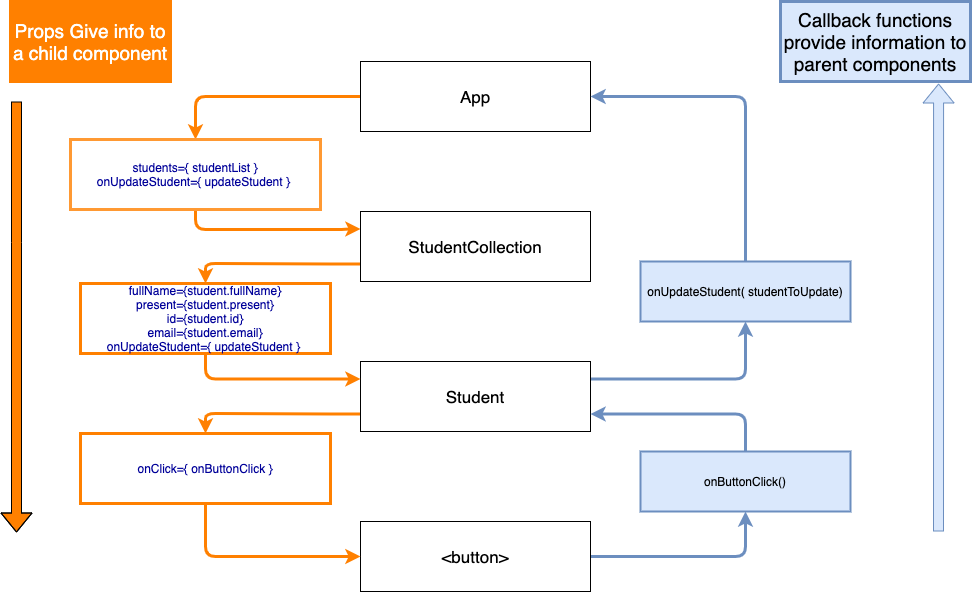 Props Give info to
a child component
Callback functions
provide information to
parent components
App
students={ studentList }
onUpdateStudent={ updateStudent }
StudentCollection
fullName={student.fullName}
present={student.present}
id={student.id}
email={student.email}
onUpdateStudent={ updateStudent }
onUpdateStudent( studentToUpdate)
Student
onClick={ onButtonClick }
onButtonClick()
<button>